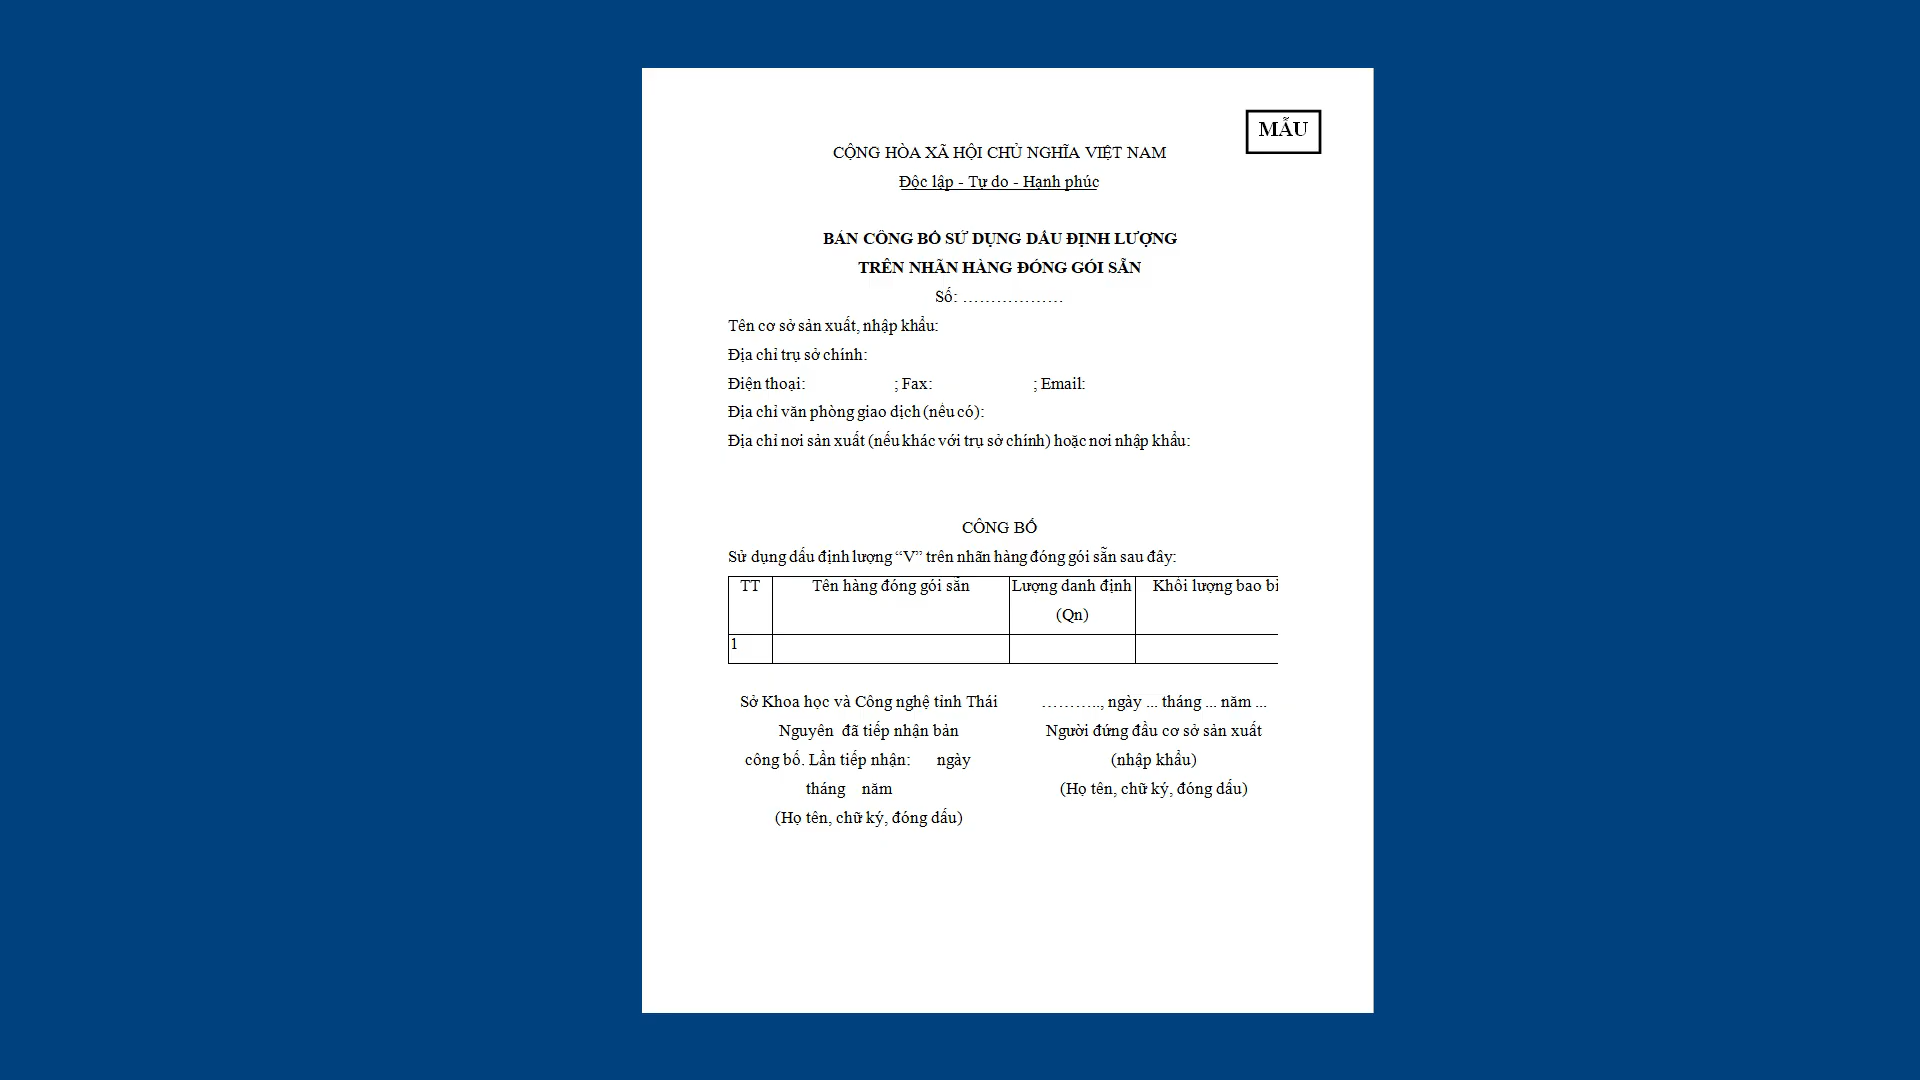 MẪU
CỘNG HÒA XÃ HỘI CHỦ NGHĨA VIỆT NAM
Độc lập - Tự do - Hạnh phúc
BẢN CÔNG BỐ SỬ DỤNG DẤU ĐỊNH LƯỢNG
TRÊN NHÃN HÀNG ĐÓNG GÓI SẴN
Số: ………………
Tên cơ sở sản xuất, nhập khẩu:
Địa chỉ trụ sở chính:
Điện thoại: ; Fax: ; Email:
Địa chỉ văn phòng giao dịch (nếu có):
Địa chỉ nơi sản xuất (nếu khác với trụ sở chính) hoặc nơi nhập khẩu:
CÔNG BỐ
Sử dụng dấu định lượng “V” trên nhãn hàng đóng gói sẵn sau đây:
TT Tên hàng đóng gói sẵn Lượng danh định Khối lượng bao bì
(Qn)
1
Sở Khoa học và Công nghệ tỉnh Thái
Nguyên đã tiếp nhận bản
công bố. Lần tiếp nhận: ngày
tháng năm
(Họ tên, chữ ký, đóng dấu)
……….., ngày ... tháng ... năm ...
Người đứng đầu cơ sở sản xuất
(nhập khẩu)
(Họ tên, chữ ký, đóng dấu)